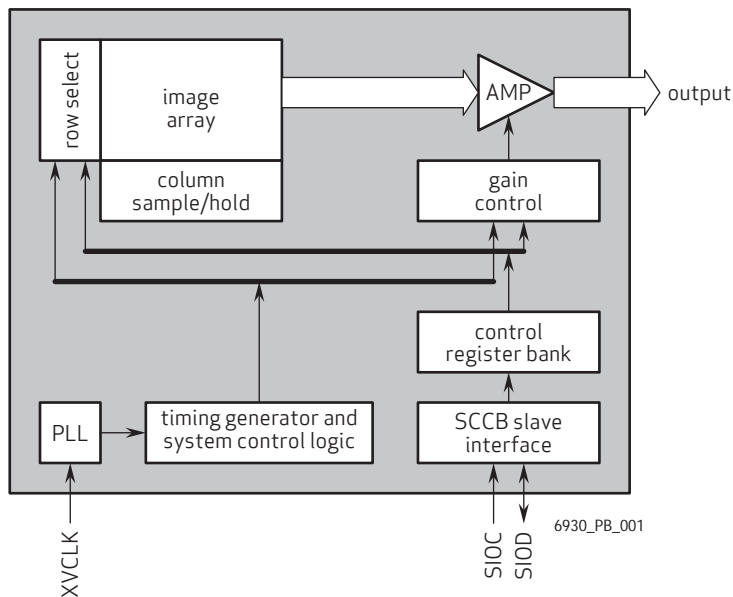 row select
image
array
AMP
output
column
sample/hold
gain
control
control
register bank
PLL
timing generator and
system control logic
SCCB slave
interface
XVCLK
SIOC
SIOD
6930_PB_001